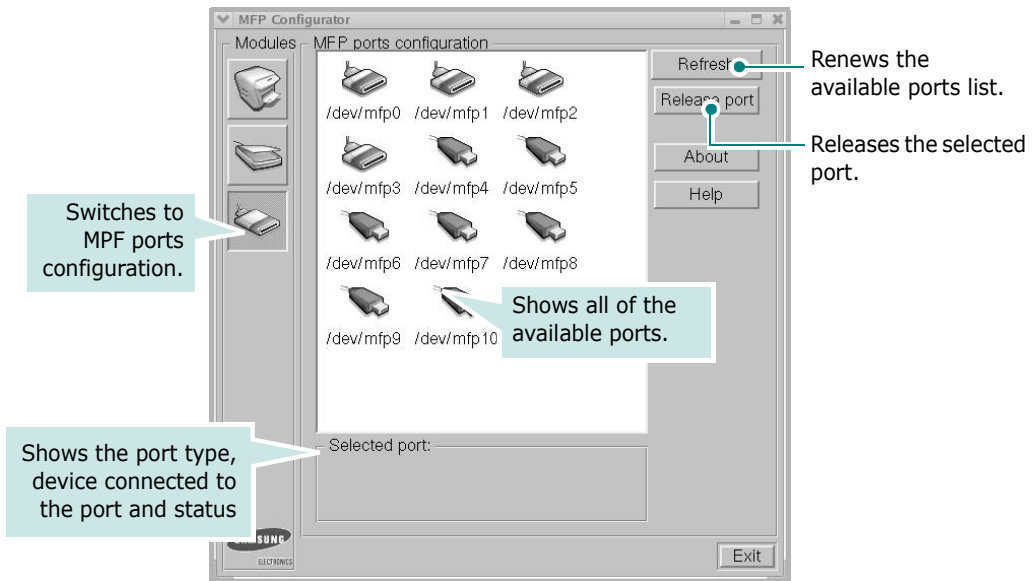 MFP Configurator
Modules
MFP ports configuration
/dev/mfp0 /dev/mfp1 /dev/mfp2
/dev/mfp3 /dev/mfp4 /dev/mfp5
/dev/mfp6 /dev/mfp7 /dev/mfp8
/dev/mfp9 /dev/mfp10
Refresh
Release port
About
Help
Renews the
available ports list.
Releases the selected
port.
Switches to
MPF ports
configuration.
Shows all of the
available ports.
Selected port:
Shows the port type,
device connected to
the port and status
SAMSUNG
ELECTRONICS
Exit